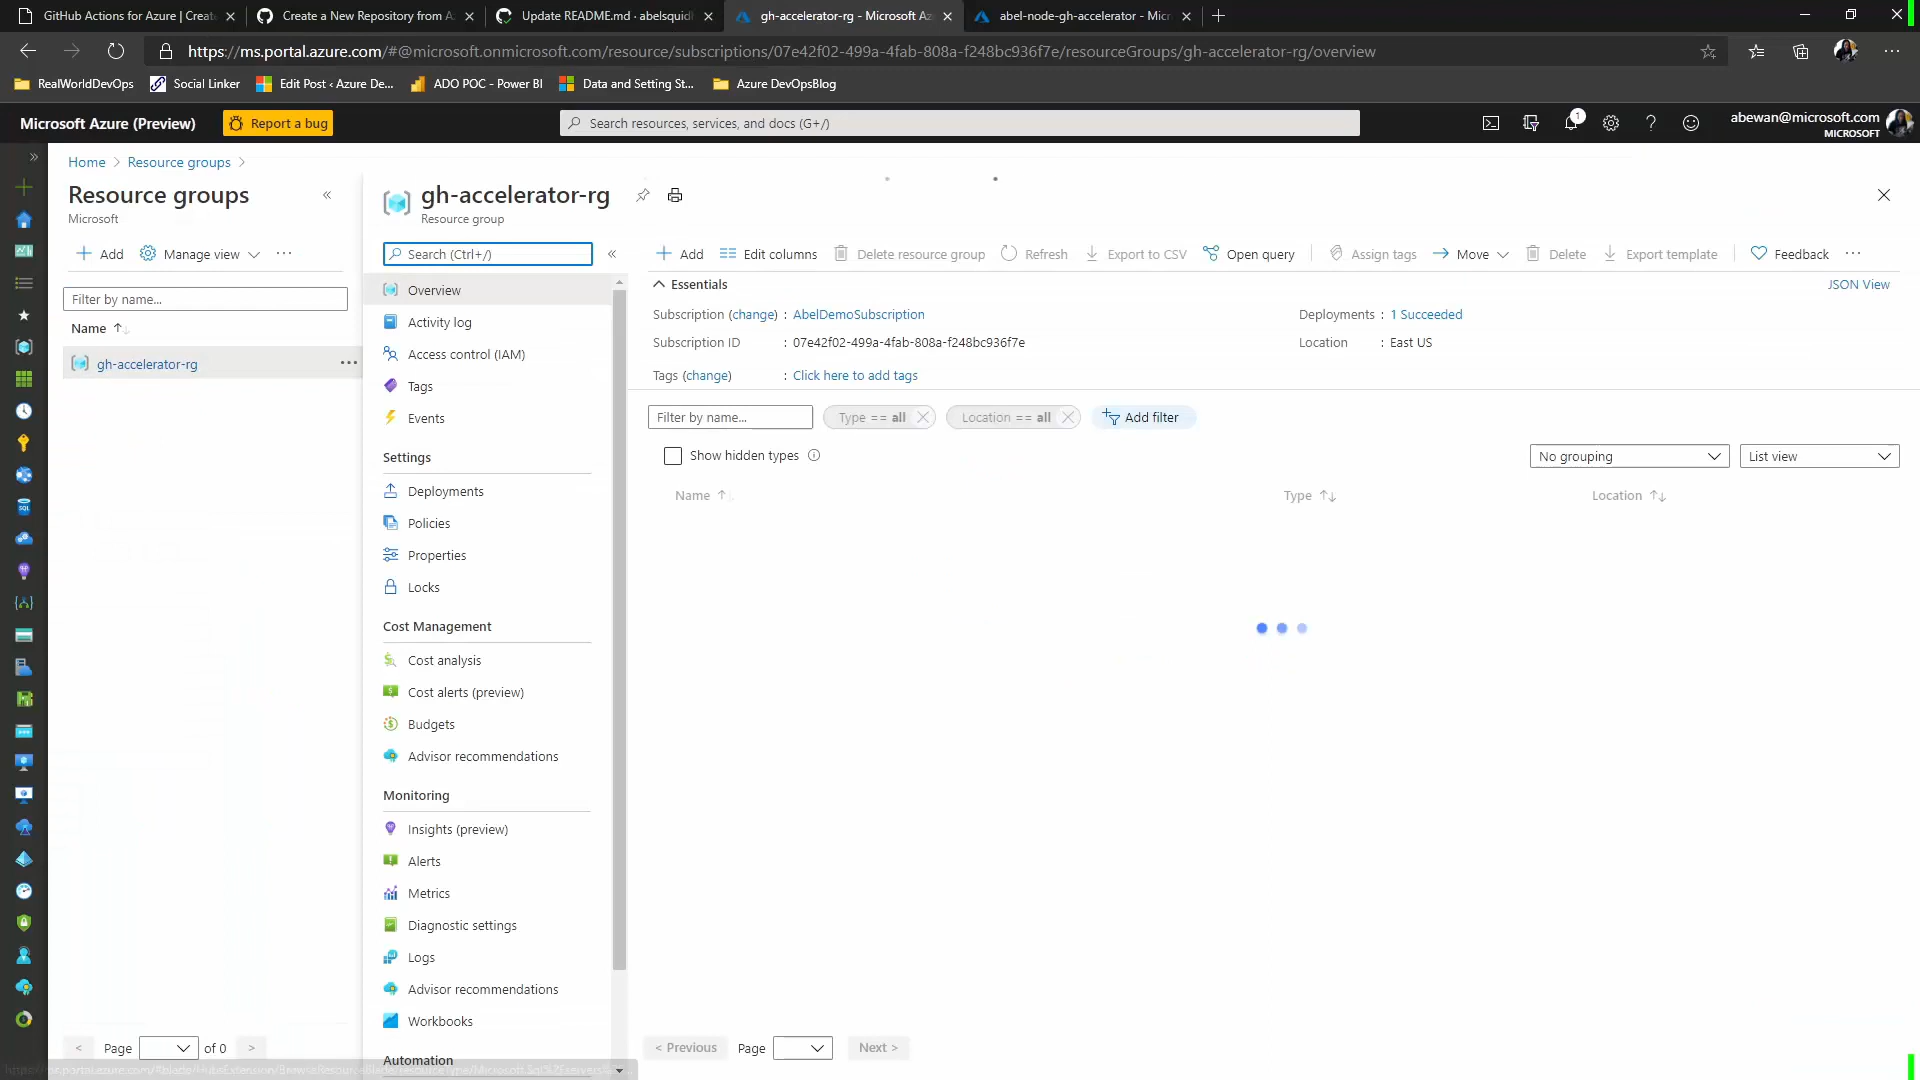 GitHub Actions for Azure | Creat
Create a New Repository from A
Update README.md · abelsquidl
gh-accelerator-rg - Microsoft Az
abel-node-gh-accelerator - Micr
https://ms.portal.azure.com/#@microsoft.onmicrosoft.com/resource/subscriptions/07e42f02-499a-4fab-808a-f248bc936f7e/resourceGroups/gh-accelerator-rg/overview
RealWorldDevOps
Social Linker
Edit Post ‹ Azure De...
ADO POC - Power BI
Data and Setting St...
Azure DevOpsBlog
Microsoft Azure (Preview)
Report a bug
Search resources, services, and docs (G+/)
1
abewan@microsoft.com
MICROSOFT
Home > Resource groups >
Resource groups
Microsoft
Add
Manage view
Filter by name...
Name
gh-accelerator-rg
< Page of 0 >
gh-accelerator-rg
Resource group
Search (Ctrl+/)
Overview
Activity log
Access control (IAM)
Tags
Events
Settings
Deployments
Policies
Properties
Locks
Cost Management
Cost analysis
Cost alerts (preview)
Budgets
Advisor recommendations
Monitoring
Insights (preview)
Alerts
Metrics
Diagnostic settings
Logs
Advisor recommendations
Workbooks
Automation
Add
Edit columns
Delete resource group
Refresh
Export to CSV
Open query
Assign tags
Move
Delete
Export template
Feedback
Essentials
JSON View
Subscription (change) : AbelDemoSubscription
Deployments : 1 Succeeded
Subscription ID : 07e42f02-499a-4fab-808a-f248bc936f7e
Location : East US
Tags (change) : Click here to add tags
Filter by name...
Type == all
Location == all
Add filter
Show hidden types
No grouping
List view
Name
Type
Location
< Previous
Page
Next >